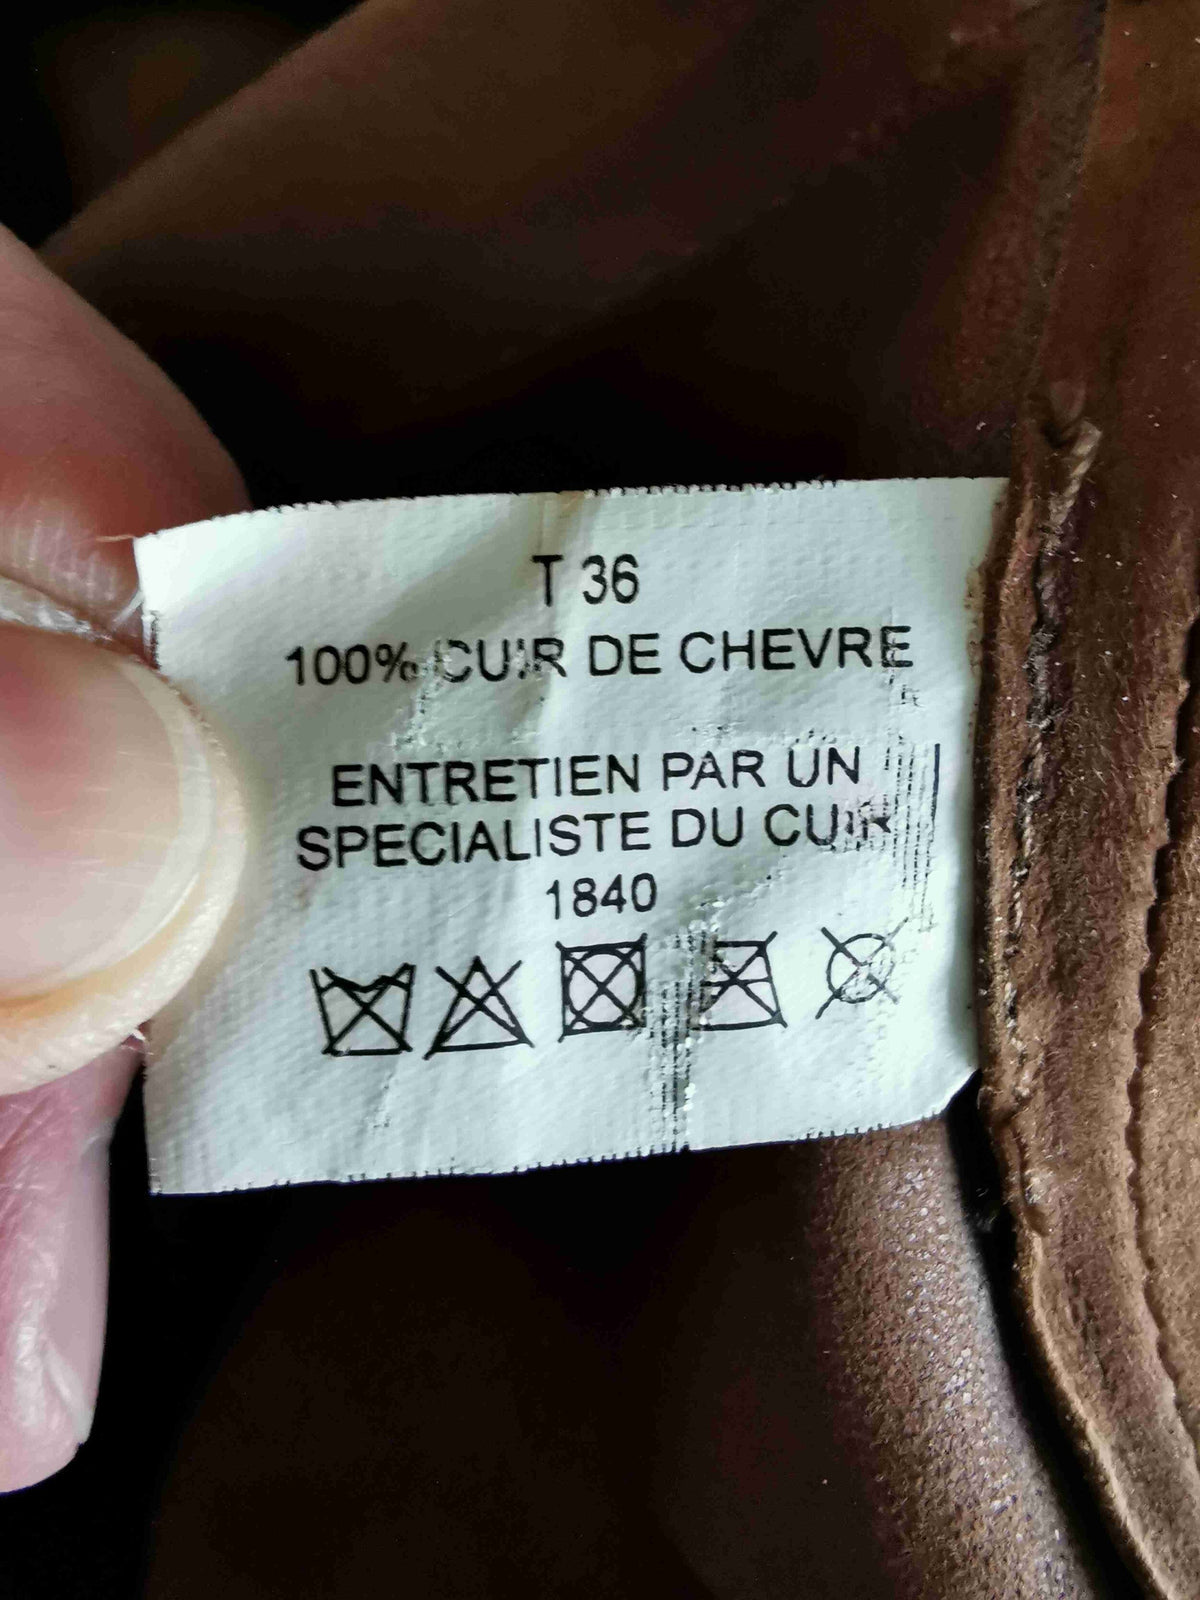 T 36
100% CUIR DE CHEVRE
ENTRETIEN PAR UN
SPECIALISTE DU CUIR
1840